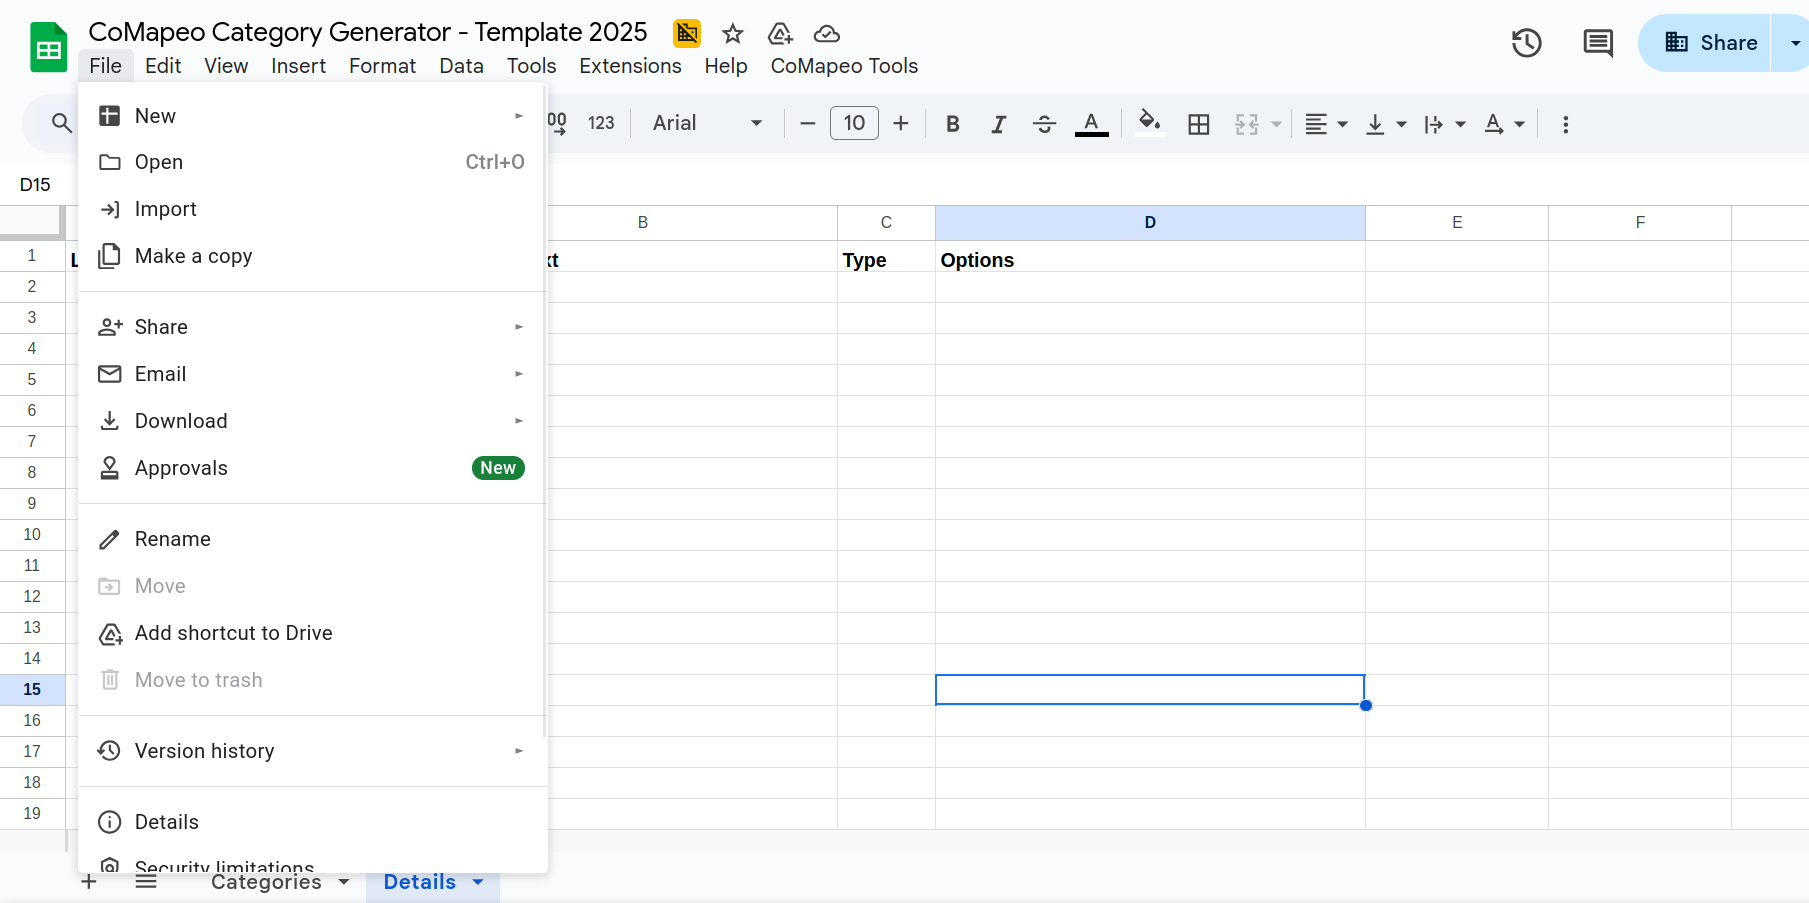 CoMapeo Category Generator - Template 2025
File Edit View Insert Format Data Tools Extensions Help CoMapeo Tools
Share
00 123 Arial 10 B I A A
D15
B C D E F
1 L xt Type Options
2
3
4
5
6
7
8
9
10
11
12
13
14
15
16
17
18
19
New
Open Ctrl+O
Import
Make a copy
Share
Email
Download
Approvals New
Rename
Move
Add shortcut to Drive
Move to trash
Version history
Details
Security limitations
Categories Details